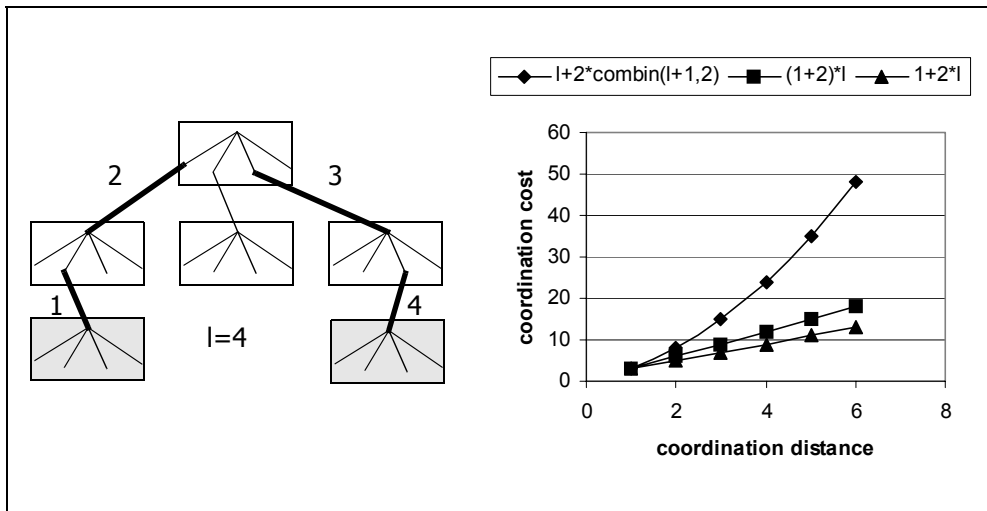 2
3
1
4
l=4
l+2*combin(l+1,2) (1+2)*l 1+2*l
60
50
40
30
20
10
0
0 2 4 6 8
coordination cost
coordination distance